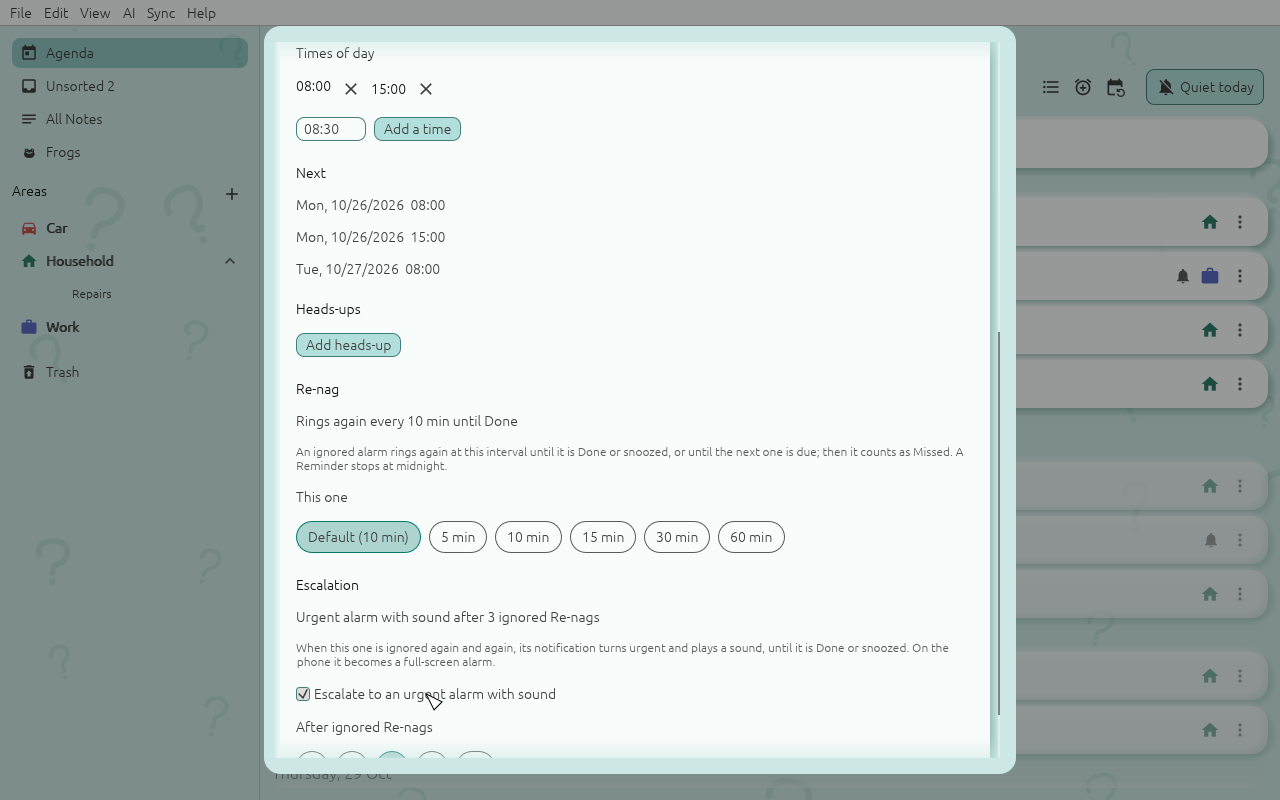 File Edit View AI Sync Help
Agenda
Unsorted 2
All Notes
Frogs
Areas
Car
Household
Repairs
Work
Trash
Quiet today
Times of day
08:00 15:00
08:30 Add a time
Next
Mon, 10/26/2026 08:00
Mon, 10/26/2026 15:00
Tue, 10/27/2026 08:00
Heads-ups
Add heads-up
Re-nag
Rings again every 10 min until Done
An ignored alarm rings again at this interval until it is Done or snoozed, or until the next one is due; then it counts as Missed. A
Reminder stops at midnight.
This one
Default (10 min) 5 min 10 min 15 min 30 min 60 min
Escalation
Urgent alarm with sound after 3 ignored Re-nags
When this one is ignored again and again, its notification turns urgent and plays a sound, until it is Done or snoozed. On the
phone it becomes a full-screen alarm.
Escalate to an urgent alarm with sound
After ignored Re-nags
Thursday, 29 Oct